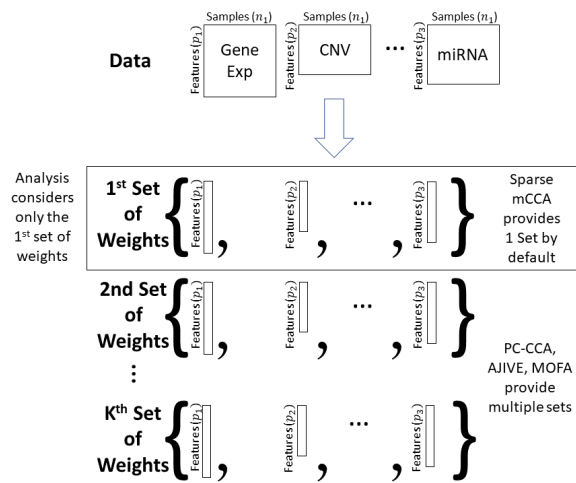 Samples (n₁) Samples (n₁) Samples (n₁)
Data
Features(p₁)
Gene
Exp
Features(p₂)
CNV
...
Features(p₃)
miRNA
Analysis
considers
only the
1ˢᵗ set of
weights
1ˢᵗ Set
of
Weights
{ Features(p₁) , Features(p₂) , ... Features(p₃) , }
Sparse
mCCA
provides
1 Set by
default
2nd Set
of
Weights
{ Features(p₁) , Features(p₂) , ... Features(p₃) , }
⋮
PC-CCA,
AJIVE, MOFA
provide
multiple sets
Kᵗʰ Set
of
Weights
{ Features(p₁) , Features(p₂) , ... Features(p₃) , }